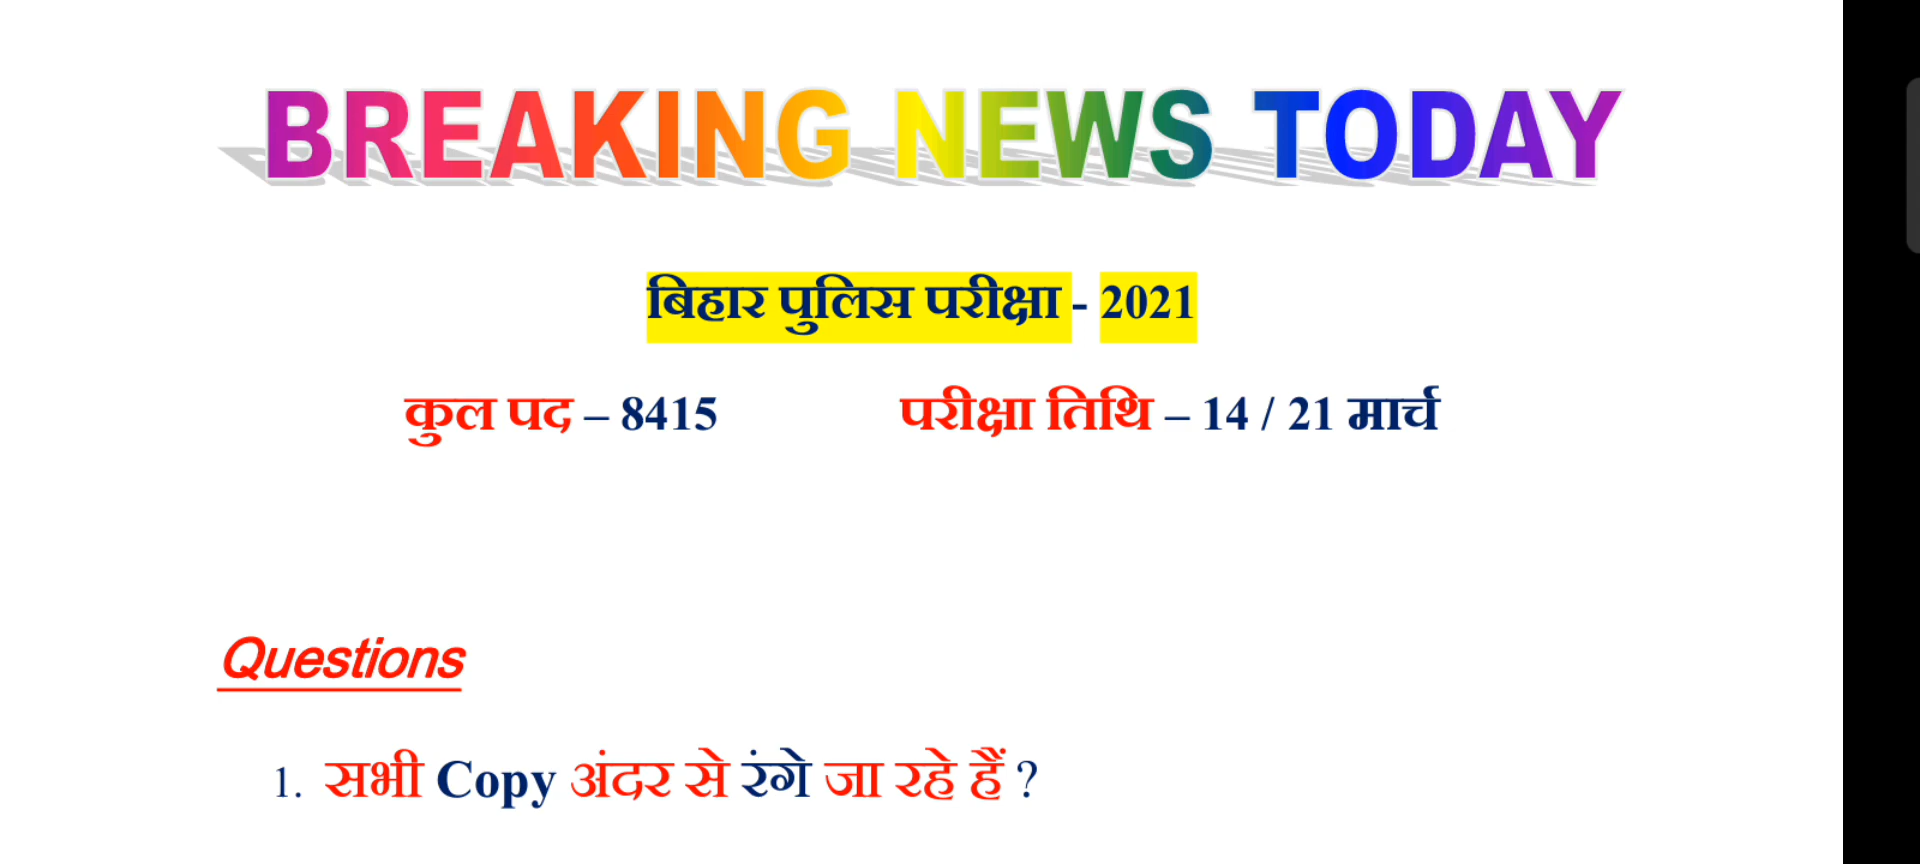 BREAKING NEWS TODAY
बिहार पुलिस परीक्षा - 2021
कुल पद – 8415 परीक्षा तिथि – 14 / 21 मार्च
Questions
1. सभी Copy अंदर से रंगे जा रहे हैं ?